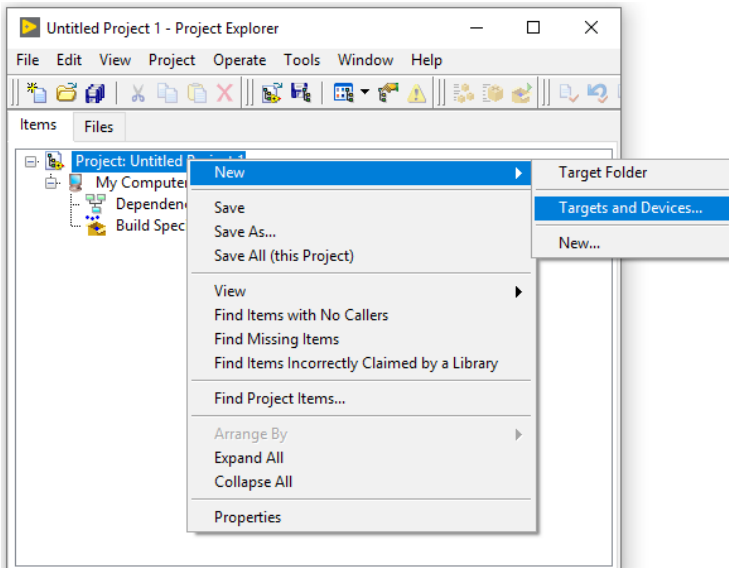 Untitled Project 1 - Project Explorer
File Edit View Project Operate Tools Window Help
Items Files
Project: Untitled
My Computer
New
Save
Save As...
Save All (this Project)
View
Find Items with No Callers
Find Missing Items
Find Items Incorrectly Claimed by a Library
Find Project Items...
Arrange By
Expand All
Collapse All
Properties
Target Folder
Targets and Devices...
New...